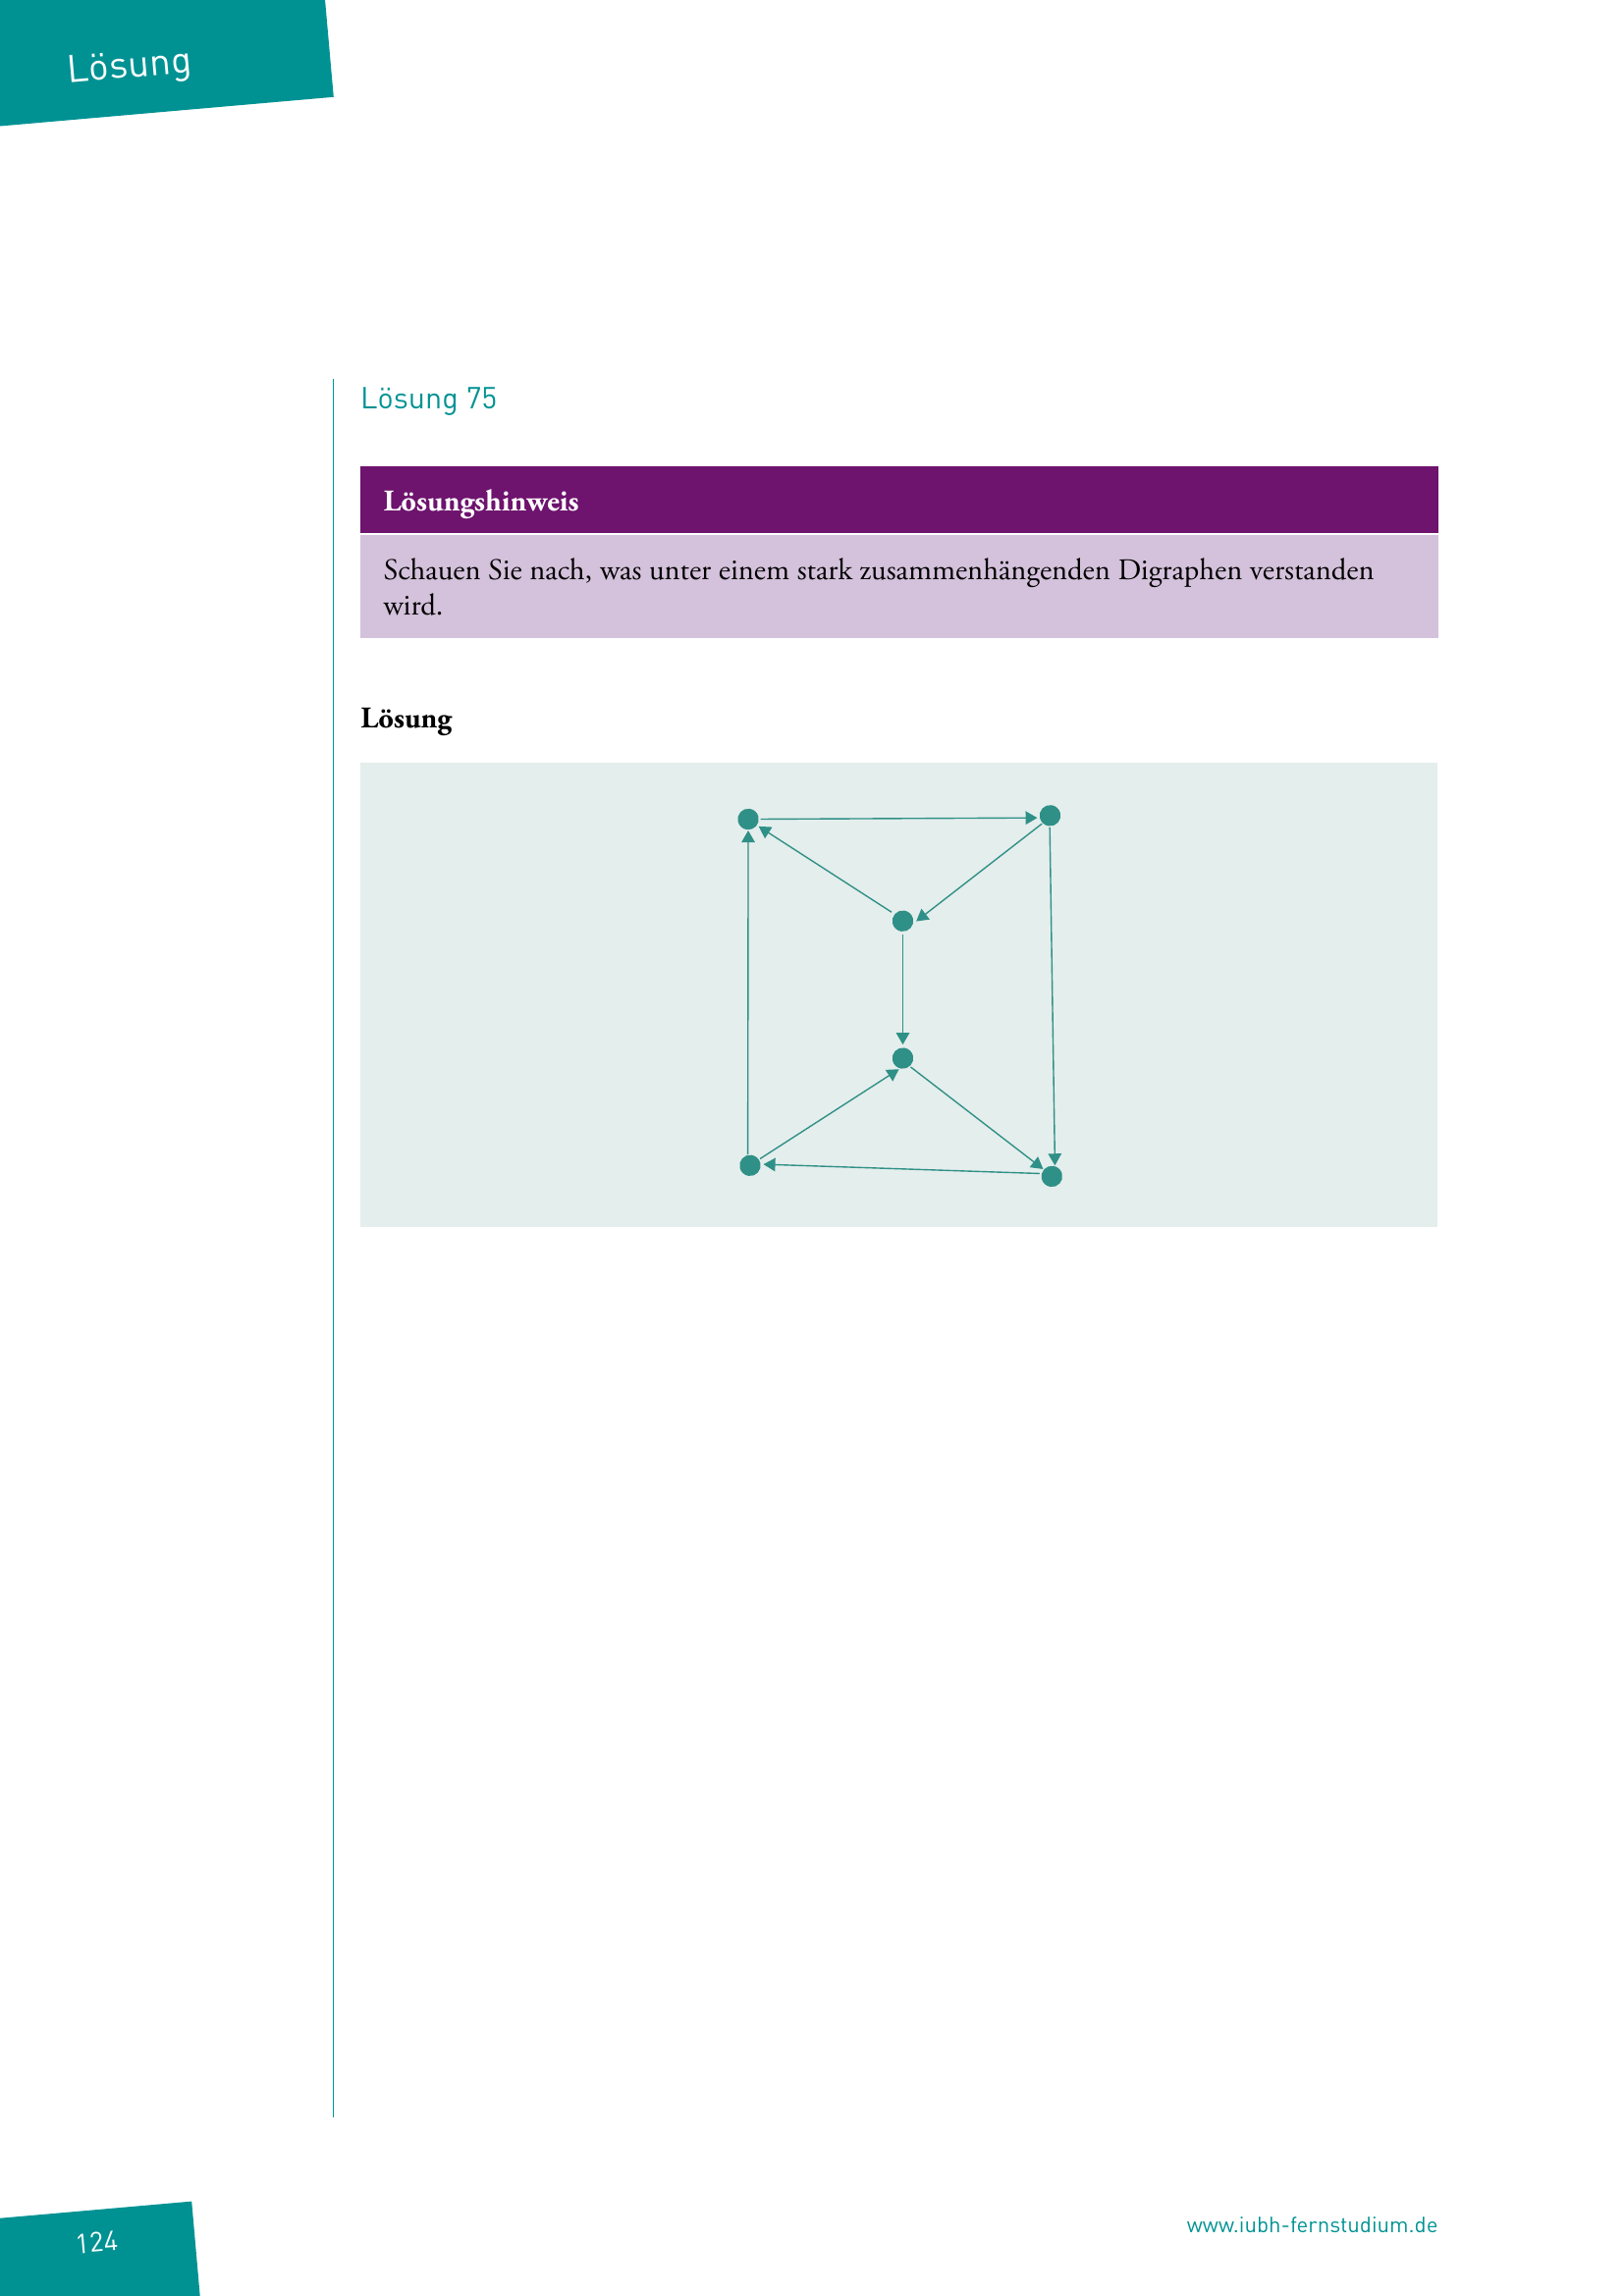 Lösung
Lösung 75
Lösungshinweis
Schauen Sie nach, was unter einem stark zusammenhängenden Digraphen verstanden
wird.
Lösung
www.iubh-fernstudium.de
124